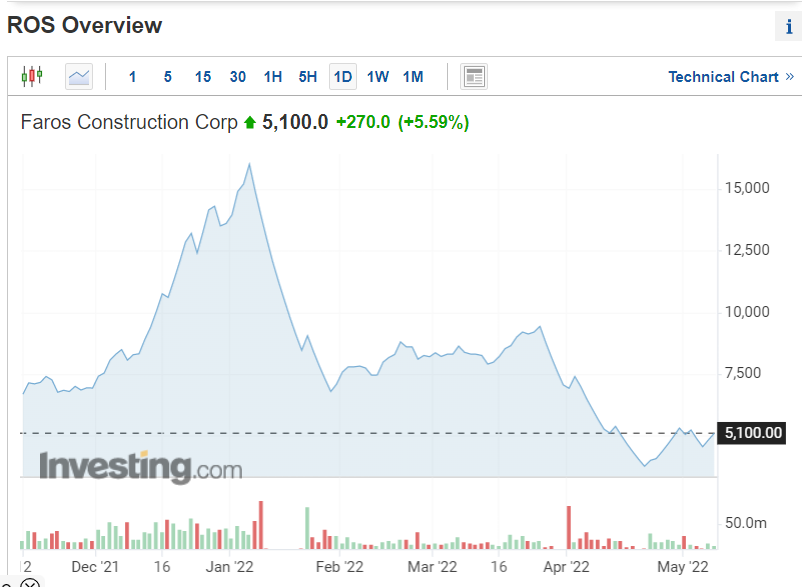 ROS Overview
i
1 5 15 30 1H 5H 1D 1W 1M Technical Chart »
Faros Construction Corp 5,100.0 +270.0 (+5.59%)
15,000
12,500
10,000
7,500
5,100.00
Investing.com
50.0m
2 Dec '21 16 Jan '22 Feb '22 Mar '22 16 Apr '22 May '22